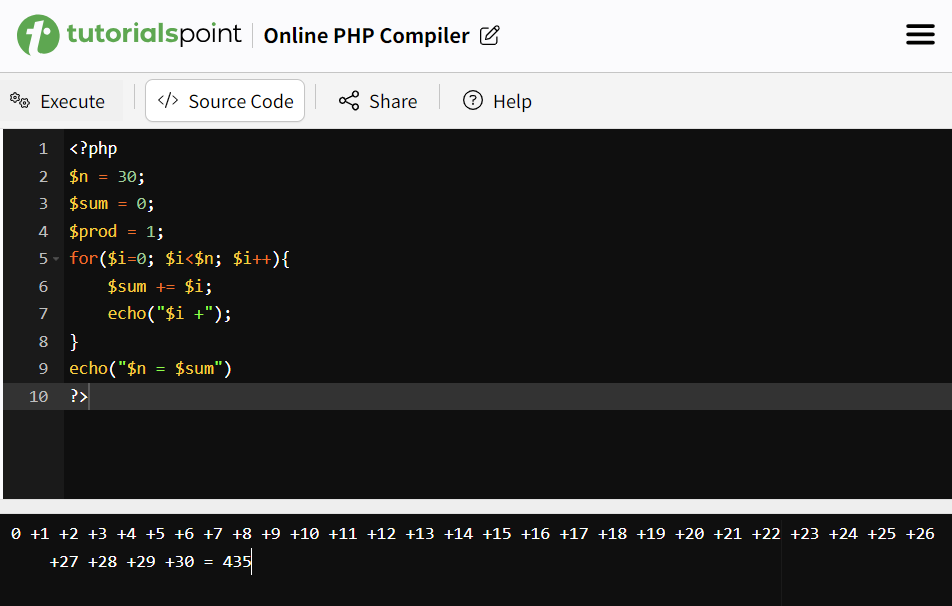 tutorialspoint Online PHP Compiler
Execute </> Source Code Share Help
1 <?php
2 $n = 30;
3 $sum = 0;
4 $prod = 1;
5 for($i=0; $i<$n; $i++){
6     $sum += $i;
7     echo("$i +");
8 }
9 echo("$n = $sum")
10 ?>
0 +1 +2 +3 +4 +5 +6 +7 +8 +9 +10 +11 +12 +13 +14 +15 +16 +17 +18 +19 +20 +21 +22 +23 +24 +25 +26
+27 +28 +29 +30 = 435